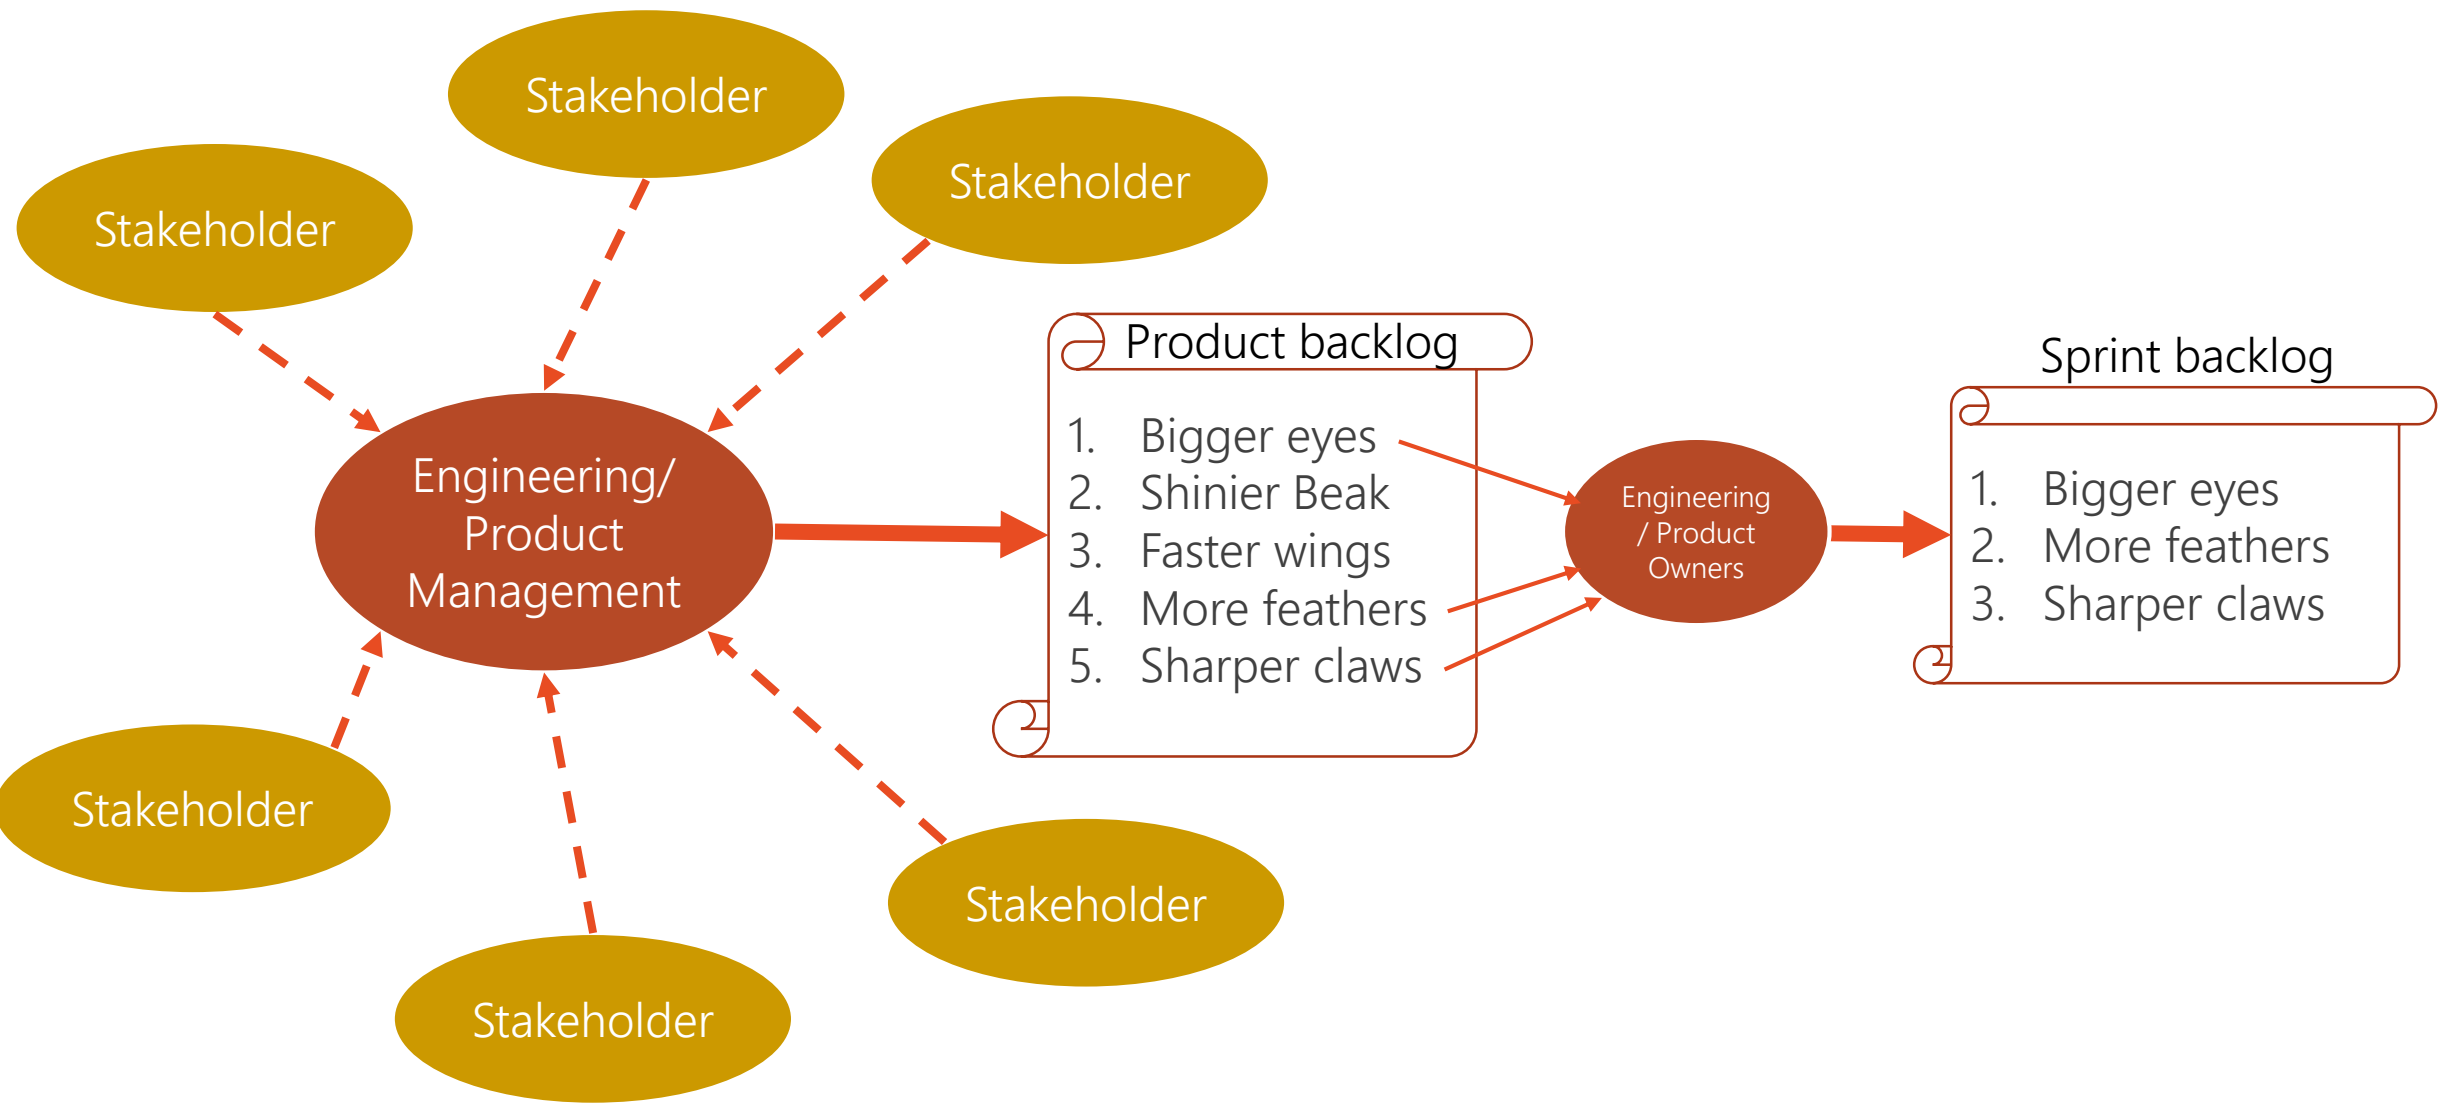 Stakeholder
Stakeholder
Stakeholder
Engineering/
Product
Management
Stakeholder
Stakeholder
Stakeholder
Product backlog
1. Bigger eyes
2. Shinier Beak
3. Faster wings
4. More feathers
5. Sharper claws
Engineering
/ Product
Owners
Sprint backlog
1. Bigger eyes
2. More feathers
3. Sharper claws